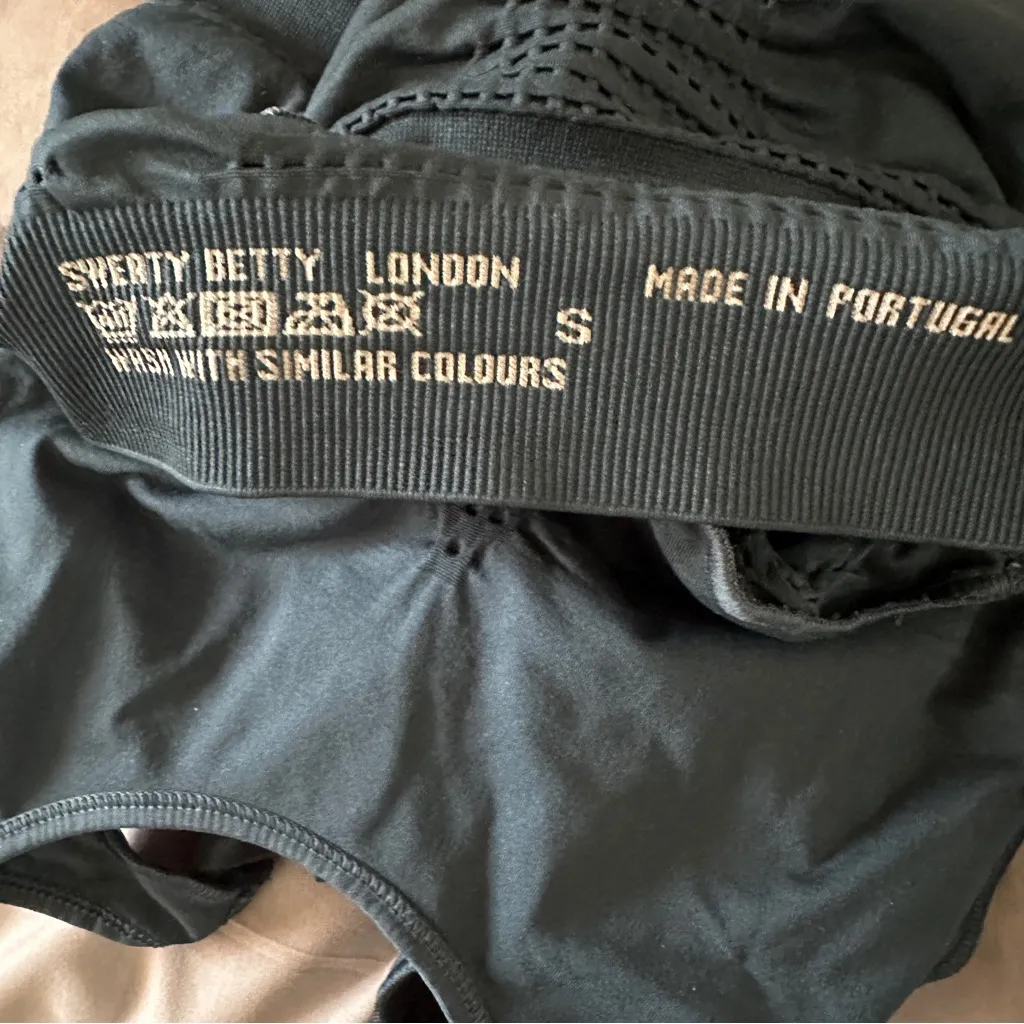 SWEATY BETTY LONDON
S
WASH WITH SIMILAR COLOURS
MADE IN PORTUGAL